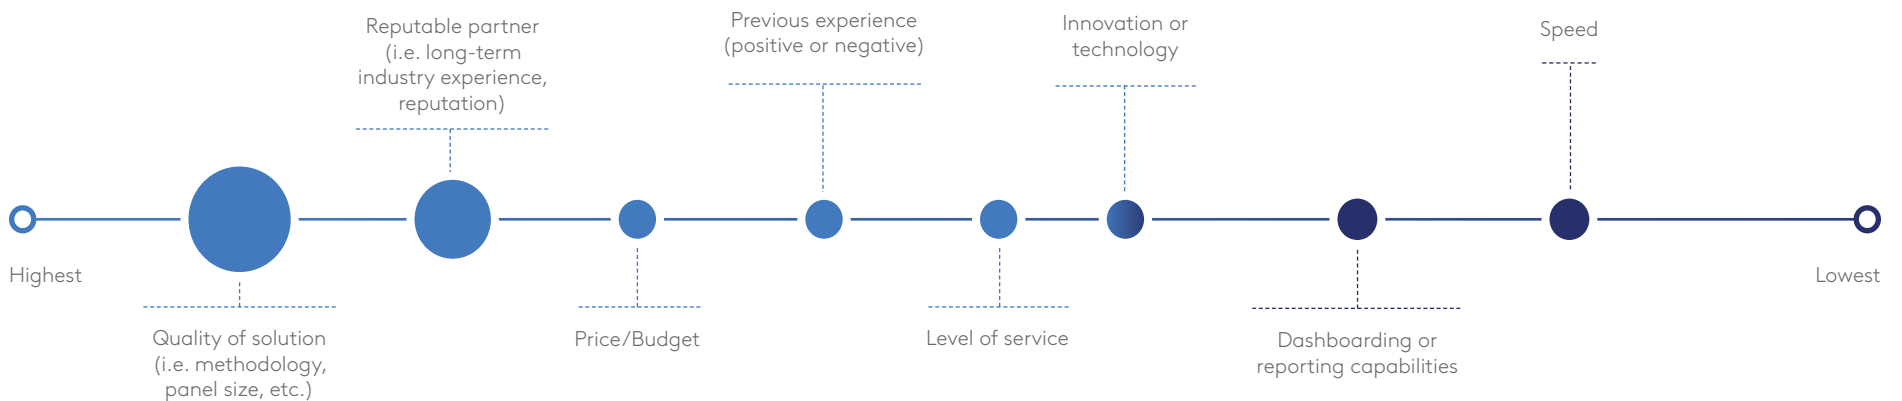 Reputable partner
(i.e. long-term
industry experience,
reputation)
Previous experience
(positive or negative)
Innovation or
technology
Speed
Highest
Lowest
Quality of solution
(i.e. methodology,
panel size, etc.)
Price/Budget
Level of service
Dashboarding or
reporting capabilities